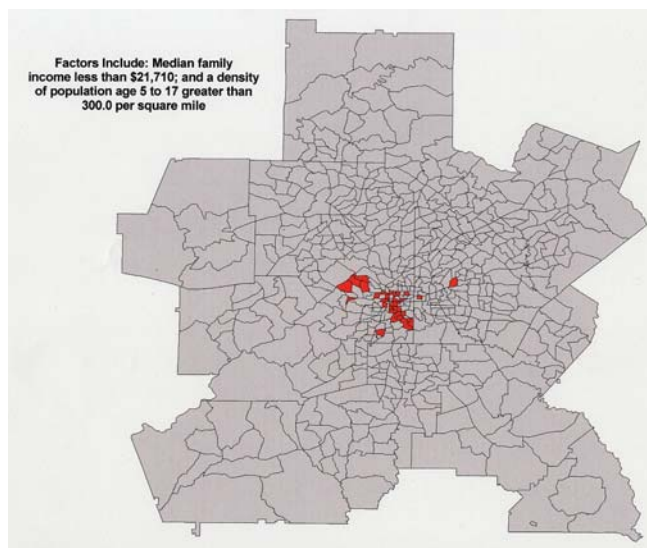 Factors Include: Median family
income less than $21,710; and a density
of population age 5 to 17 greater than
300.0 per square mile